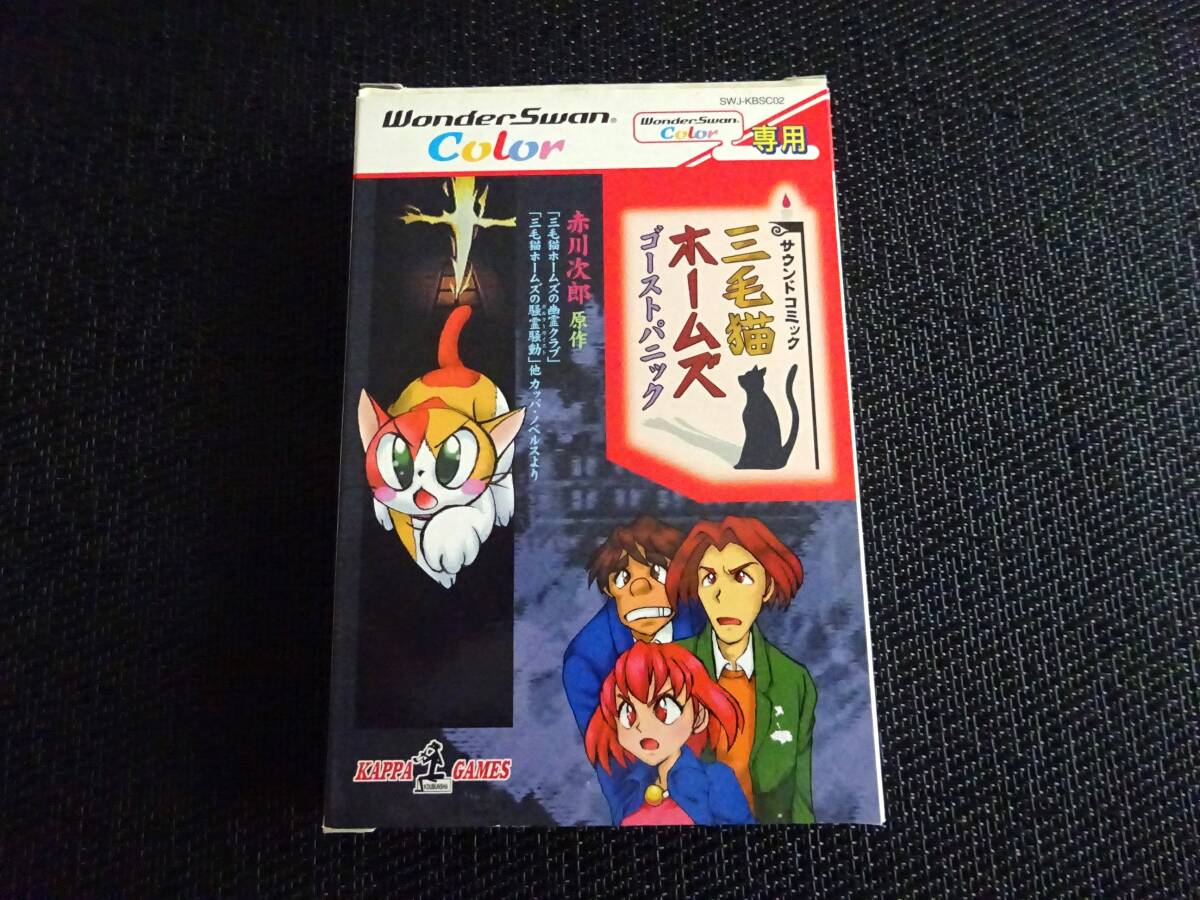 SWJ-KBSC02
WonderSwan®
Color
WonderSwan
Color
専用
サウンドコミック
三毛猫
ホームズ
ゴーストパニック
赤川次郎 原作
「三毛猫ホームズの幽霊クラブ」
「三毛猫ホームズの騒霊騒動」他 カッパ・ノベルスより
KAPPA GAMES
KOUBUNSHA